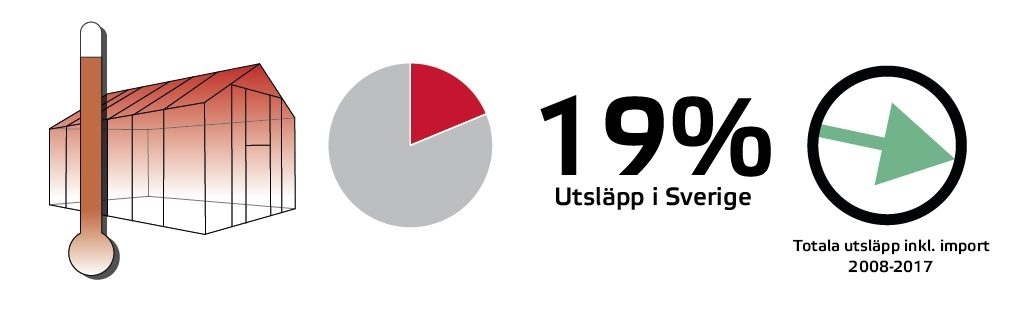 19%
Utsläpp i Sverige
Totala utsläpp inkl. import
2008-2017